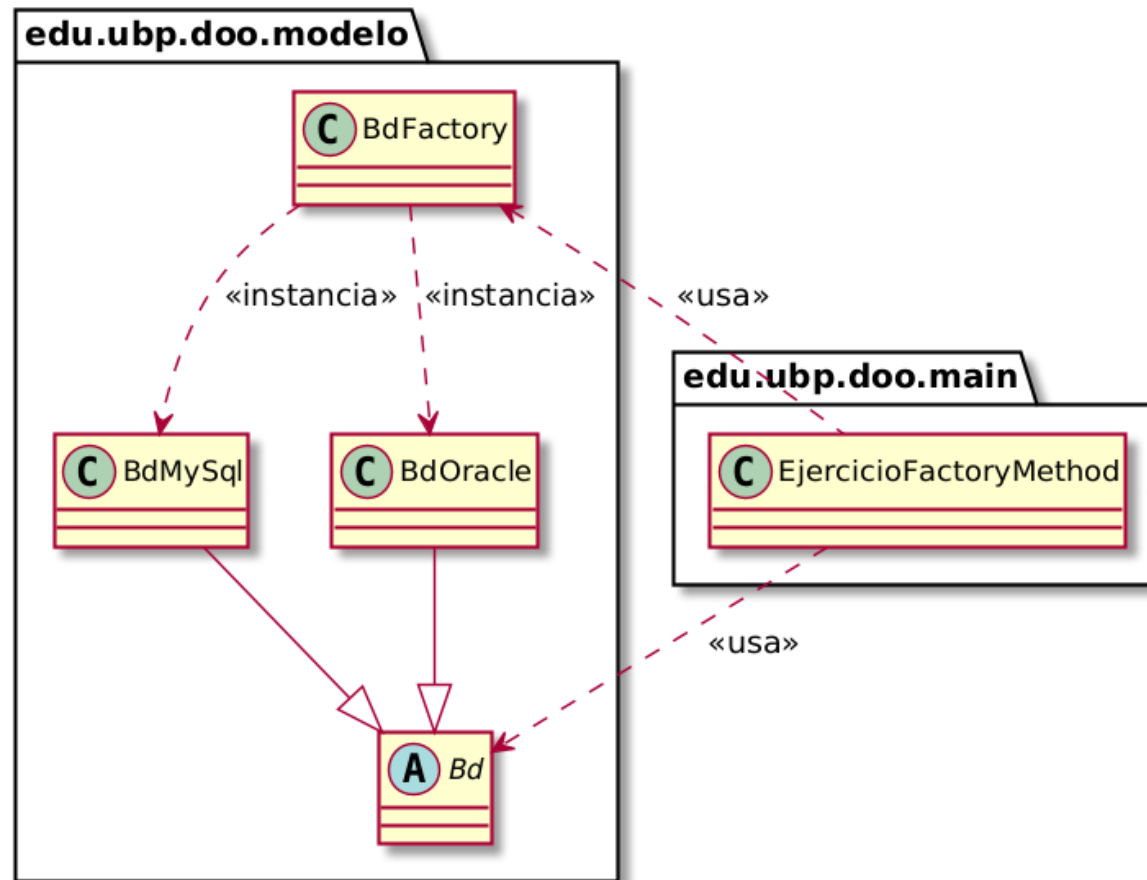 edu.ubp.doo.modelo
C BdFactory
«instancia» «instancia» «usa»
edu.ubp.doo.main
C BdMySql
C BdOracle
C EjercicioFactoryMethod
«usa»
A Bd